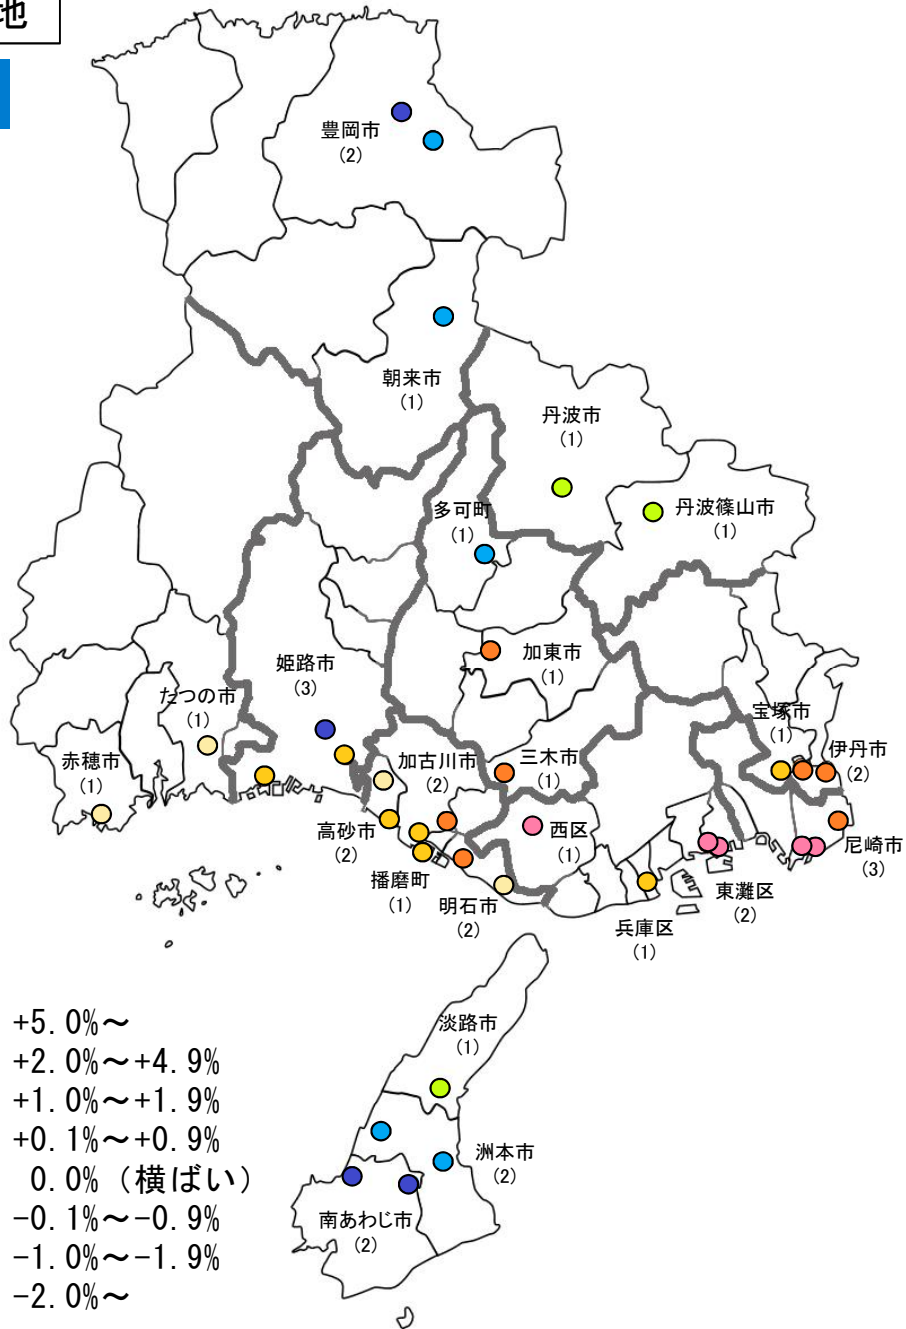 地
豊岡市
(2)
朝来市
(1)
丹波市
(1)
多可町
(1)
丹波篠山市
(1)
加東市
(1)
姫路市
(3)
たつの市
(1)
赤穂市
(1)
宝塚市
(1)
伊丹市
(2)
加古川市
(2)
三木市
(1)
西区
(1)
高砂市
(2)
尼崎市
(3)
播磨町
(1)
明石市
(2)
東灘区
(2)
兵庫区
(1)
淡路市
(1)
洲本市
(2)
南あわじ市
(2)
+5.0%～
+2.0%～+4.9%
+1.0%～+1.9%
+0.1%～+0.9%
0.0%（横ばい）
-0.1%～-0.9%
-1.0%～-1.9%
-2.0%～